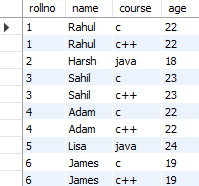 rollno name course age
1 Rahul c 22
1 Rahul c++ 22
2 Harsh java 18
3 Sahil c 23
3 Sahil c++ 23
4 Adam c 22
4 Adam c++ 22
5 Lisa java 24
6 James c 19
6 James c++ 19